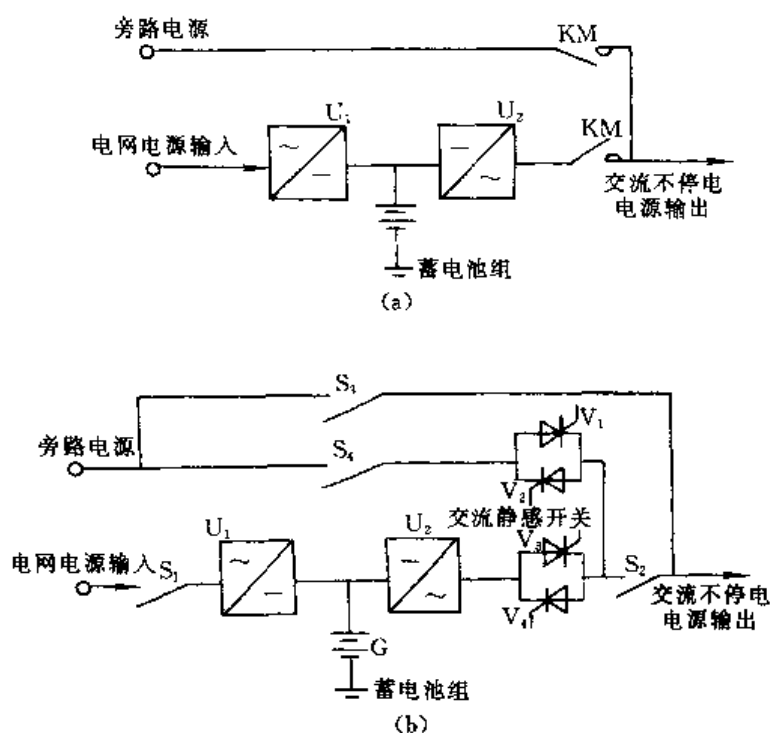 旁路电源
KM
U₁
U₂
KM
电网电源输入
交流不停电
电源输出
蓄电池组
(a)
S₃
旁路电源
S₄
V₁
V₂
交流静感开关
U₁
U₂
V₃
电网电源输入
S₁
S₂
V₄
交流不停电
电源输出
G
蓄电池组
(b)